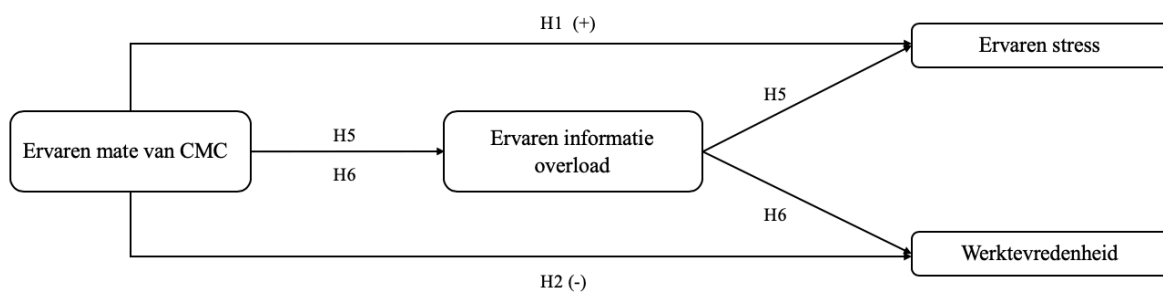 H1 (+)
Ervaren stress
H5
Ervaren mate van CMC
H5
H6
Ervaren informatie
overload
H6
Werktevredenheid
H2 (-)